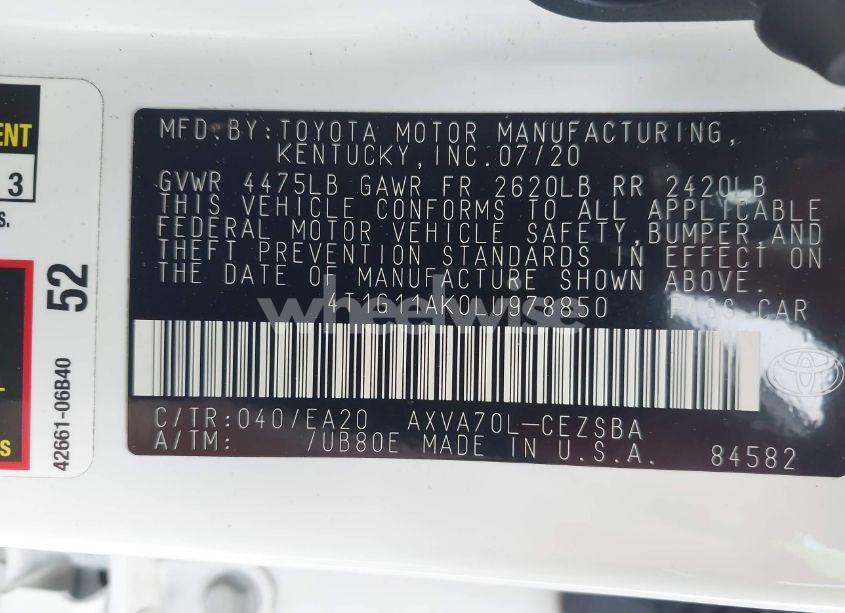 ENT
3
S.
52
42661-06B40
S
MFD.BY:TOYOTA MOTOR MANUFACTURING,
KENTUCKY,INC.07/20
GVWR 4475LB GAWR FR 2620LB RR 2420LB
THIS VEHICLE CONFORMS TO ALL APPLICABLE
FEDERAL MOTOR VEHICLE SAFETY,BUMPER,AND
THEFT PREVENTION STANDARDS IN EFFECT ON
THE DATE OF MANUFACTURE SHOWN ABOVE.
PASS.CAR
wheelwise
C/TR:040/EA20 AXVA70L-CEZSBA
A/TM: /UB80E MADE IN U.S.A. 84582